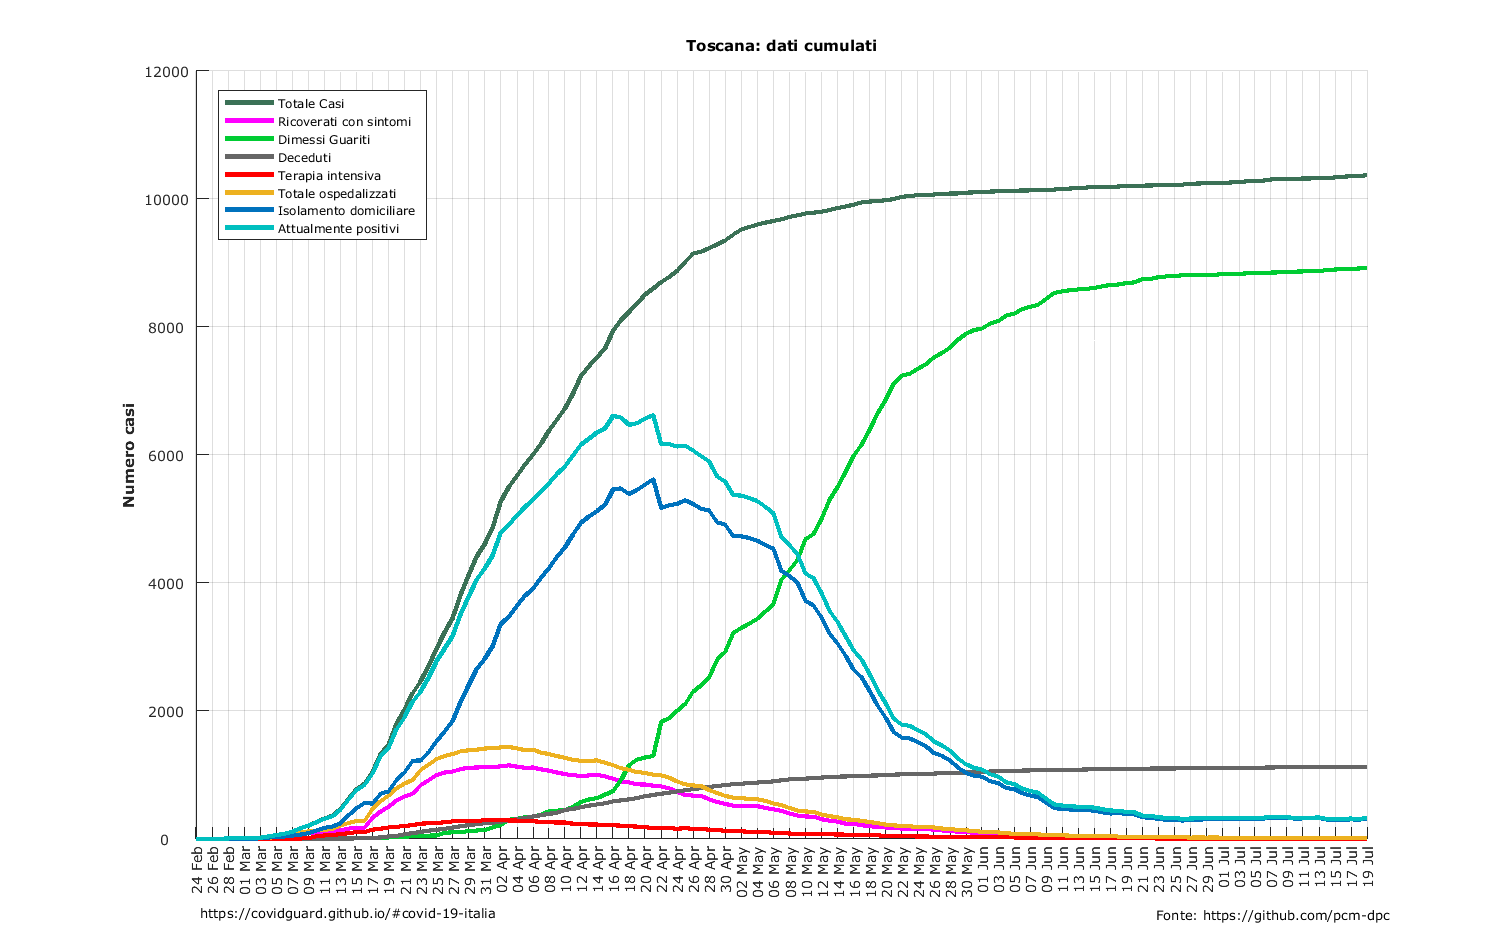 Toscana: dati cumulati
12000
10000
8000
6000
4000
2000
0
Numero casi
Totale Casi
Ricoverati con sintomi
Dimessi Guariti
Deceduti
Terapia intensiva
Totale ospedalizzati
Isolamento domiciliare
Attualmente positivi
24 Feb
26 Feb
28 Feb
01 Mar
03 Mar
05 Mar
07 Mar
09 Mar
11 Mar
13 Mar
15 Mar
17 Mar
19 Mar
21 Mar
23 Mar
25 Mar
27 Mar
29 Mar
31 Mar
02 Apr
04 Apr
06 Apr
08 Apr
10 Apr
12 Apr
14 Apr
16 Apr
18 Apr
20 Apr
22 Apr
24 Apr
26 Apr
28 Apr
30 Apr
02 May
04 May
06 May
08 May
10 May
12 May
14 May
16 May
18 May
20 May
22 May
24 May
26 May
28 May
30 May
01 Jun
03 Jun
05 Jun
07 Jun
09 Jun
11 Jun
13 Jun
15 Jun
17 Jun
19 Jun
21 Jun
23 Jun
25 Jun
27 Jun
29 Jun
01 Jul
03 Jul
05 Jul
07 Jul
09 Jul
11 Jul
13 Jul
15 Jul
17 Jul
19 Jul
https://covidguard.github.io/#covid-19-italia
Fonte: https://github.com/pcm-dpc